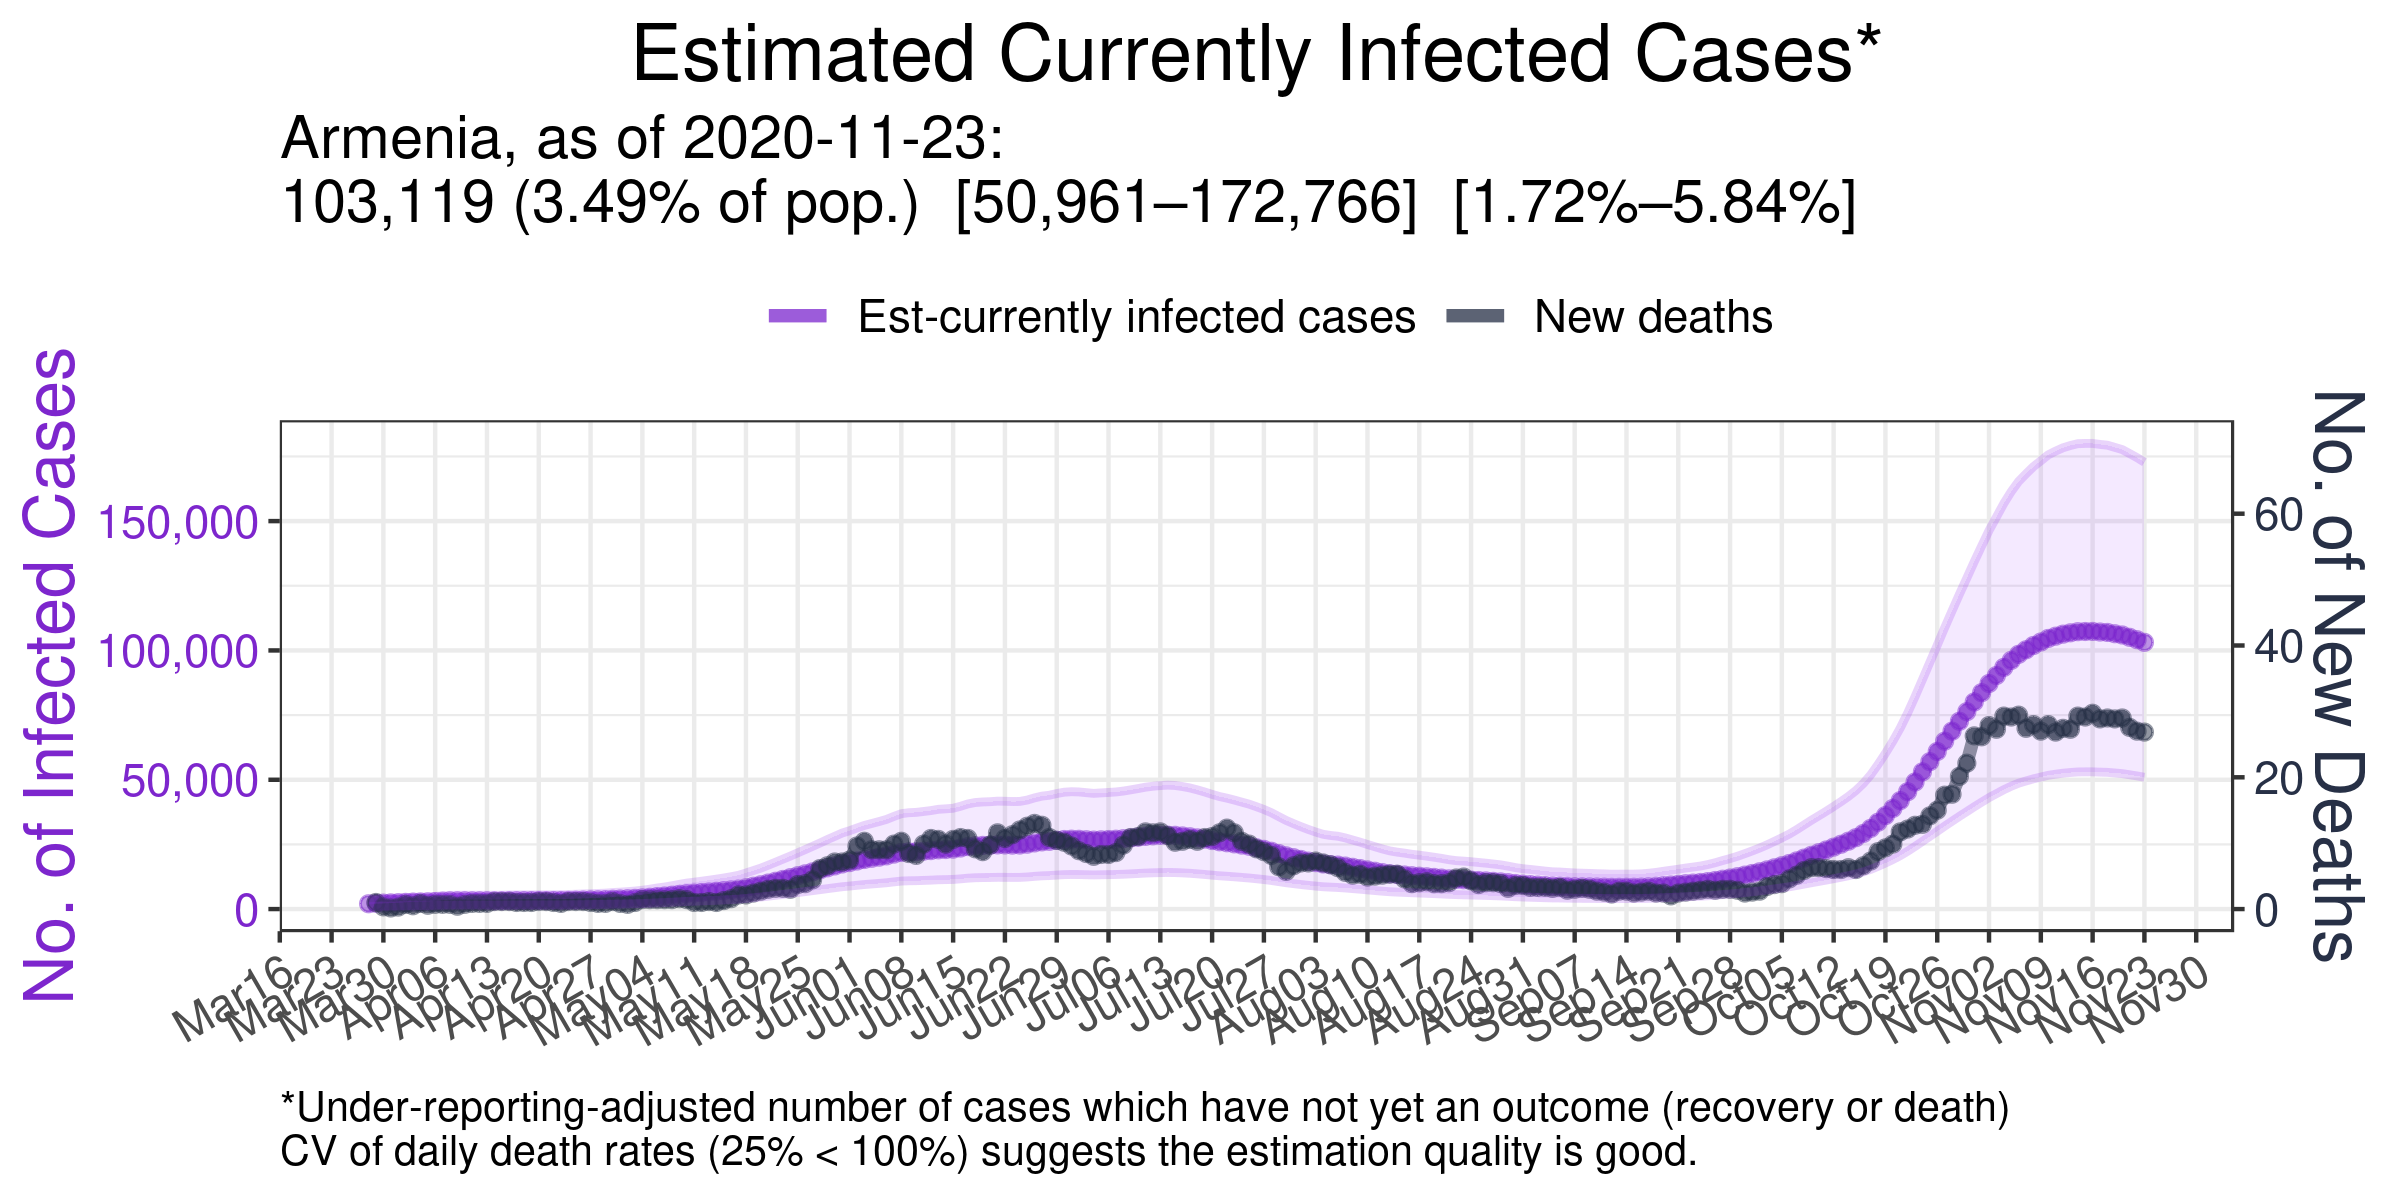 Estimated Currently Infected Cases*
Armenia, as of 2020-11-23:
103,119 (3.49% of pop.) [50,961–172,766] [1.72%–5.84%]
Est-currently infected cases
New deaths
No. of Infected Cases
150,000
100,000
50,000
0
No. of New Deaths
60
40
20
0
Mar16
Mar23
Mar30
Apr06
Apr13
Apr20
Apr27
May04
May11
May18
May25
Jun01
Jun08
Jun15
Jun22
Jun29
Jul06
Jul13
Jul20
Jul27
Aug03
Aug10
Aug17
Aug24
Aug31
Sep07
Sep14
Sep21
Sep28
Oct05
Oct12
Oct19
Oct26
Nov02
Nov09
Nov16
Nov23
Nov30
*Under-reporting-adjusted number of cases which have not yet an outcome (recovery or death)
CV of daily death rates (25% < 100%) suggests the estimation quality is good.